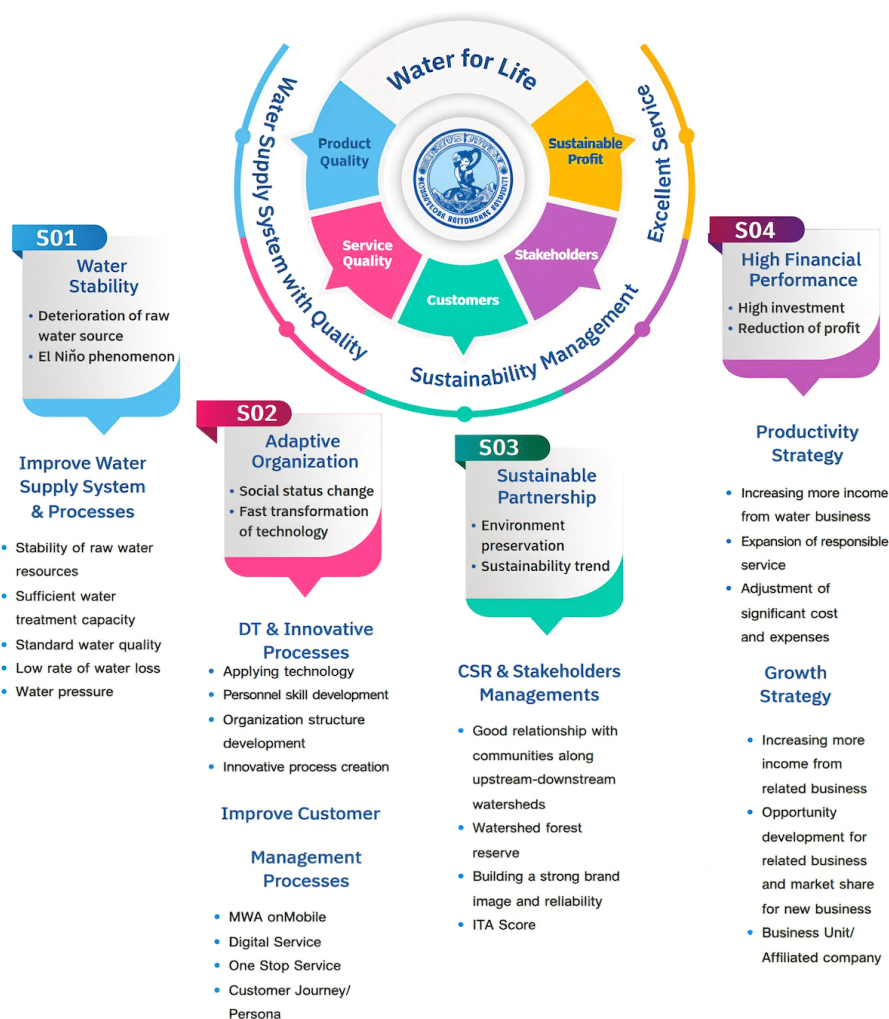 Water for Life
Water Supply System with Quality
Sustainability Management
Excellent Service
Product
Quality
Service
Quality
Customers
Stakeholders
Sustainable
Profit
S01
Water
Stability
• Deterioration of raw
water source
• El Niño phenomenon
Improve Water
Supply System
& Processes
• Stability of raw water
resources
• Sufficient water
treatment capacity
• Standard water quality
• Low rate of water loss
• Water pressure
S02
Adaptive
Organization
• Social status change
• Fast transformation
of technology
DT & Innovative
Processes
• Applying technology
• Personnel skill development
• Organization structure
development
• Innovative process creation
Improve Customer
Management
Processes
• MWA onMobile
• Digital Service
• One Stop Service
• Customer Journey/
Persona
S03
Sustainable
Partnership
• Environment
preservation
• Sustainability trend
CSR & Stakeholders
Managements
• Good relationship with
communities along
upstream-downstream
watersheds
• Watershed forest
reserve
• Building a strong brand
image and reliability
• ITA Score
S04
High Financial
Performance
• High investment
• Reduction of profit
Productivity
Strategy
• Increasing more income
from water business
• Expansion of responsible
service
• Adjustment of
significant cost
and expenses
Growth
Strategy
• Increasing more
income from
related business
• Opportunity
development for
related business
and market share
for new business
• Business Unit/
Affiliated company